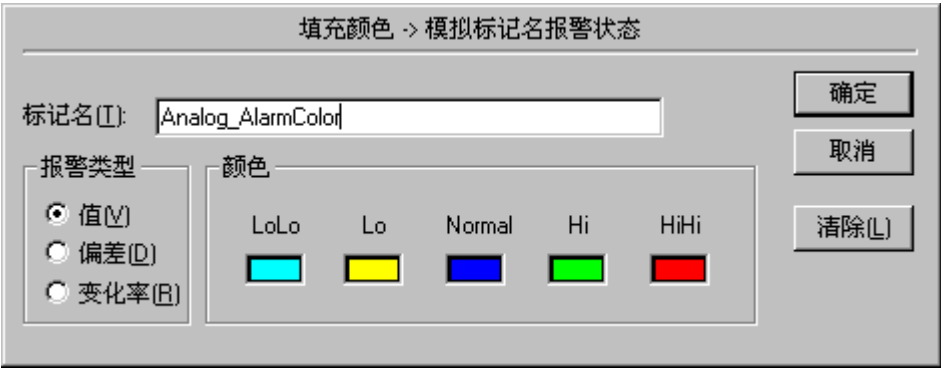 填充颜色 -> 模拟标记名报警状态
标记名(T): Analog_AlarmColor
确定
取消
清除(L)
报警类型
值(V)
偏差(D)
变化率(R)
颜色
LoLo Lo Normal Hi HiHi